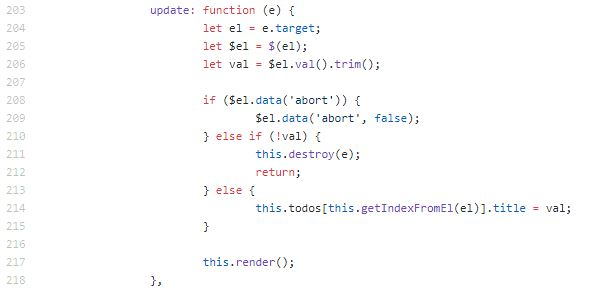 203 update: function (e) {
204 let el = e.target;
205 let $el = $(el);
206 let val = $el.val().trim();
207
208 if ($el.data('abort')) {
209 $el.data('abort', false);
210 } else if (!val) {
211 this.destroy(e);
212 return;
213 } else {
214 this.todos[this.getIndexFromEl(el)].title = val;
215 }
216
217 this.render();
218 },